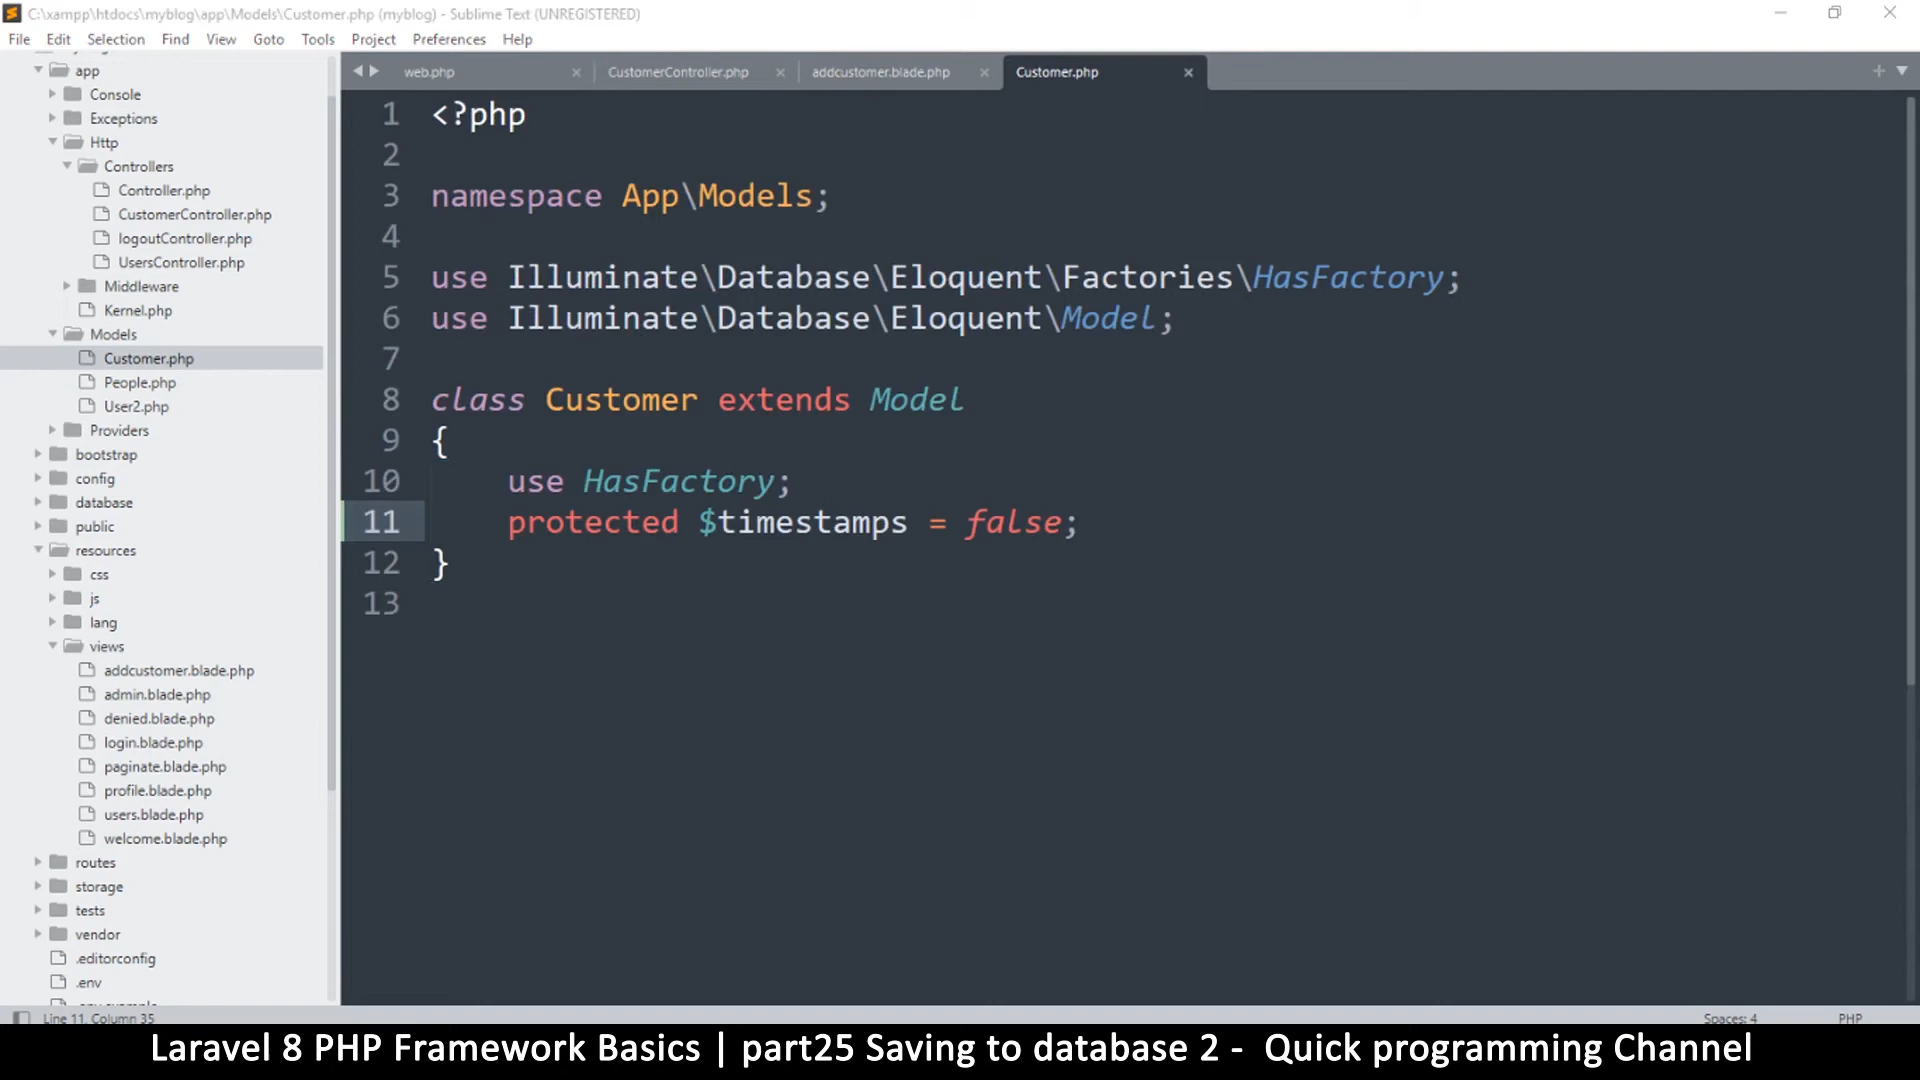 C:\xampp\htdocs\myblog\app\Models\Customer.php (myblog) - Sublime Text (UNREGISTERED)
File Edit Selection Find View Goto Tools Project Preferences Help
app
Console
Exceptions
Http
Controllers
Controller.php
CustomerController.php
logoutController.php
UsersController.php
Middleware
Kernel.php
Models
Customer.php
People.php
User2.php
Providers
bootstrap
config
database
public
resources
css
js
lang
views
addcustomer.blade.php
admin.blade.php
denied.blade.php
login.blade.php
paginate.blade.php
profile.blade.php
users.blade.php
welcome.blade.php
routes
storage
tests
vendor
.editorconfig
.env
.env.example
web.php CustomerController.php addcustomer.blade.php Customer.php
1 <?php
2
3 namespace App\Models;
4
5 use Illuminate\Database\Eloquent\Factories\HasFactory;
6 use Illuminate\Database\Eloquent\Model;
7
8 class Customer extends Model
9 {
10 use HasFactory;
11 protected $timestamps = false;
12 }
13
Line 11, Column 35 Spaces: 4 PHP
Laravel 8 PHP Framework Basics | part25 Saving to database 2 - Quick programming Channel